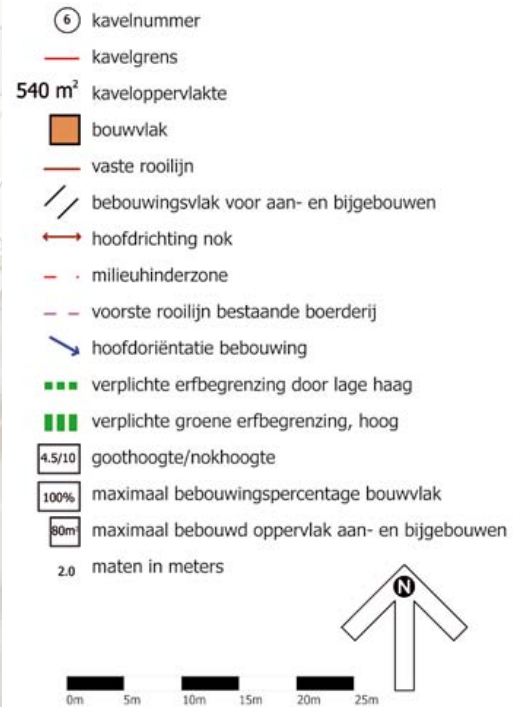 6 kavelnummer
kavelgrens
540 m² kaveloppervlakte
bouwvlak
vaste rooilijn
bebouwingsvlak voor aan- en bijgebouwen
hoofdrichting nok
milieuhinderzone
voorste rooilijn bestaande boerderij
hoofdoriëntatie bebouwing
verplichte erfbegrenzing door lage haag
verplichte groene erfbegrenzing, hoog
4.5/10 goothoogte/nokhoogte
100% maximaal bebouwingspercentage bouwvlak
80m² maximaal bebouwd oppervlak aan- en bijgebouwen
2.0 maten in meters
N
0m 5m 10m 15m 20m 25m